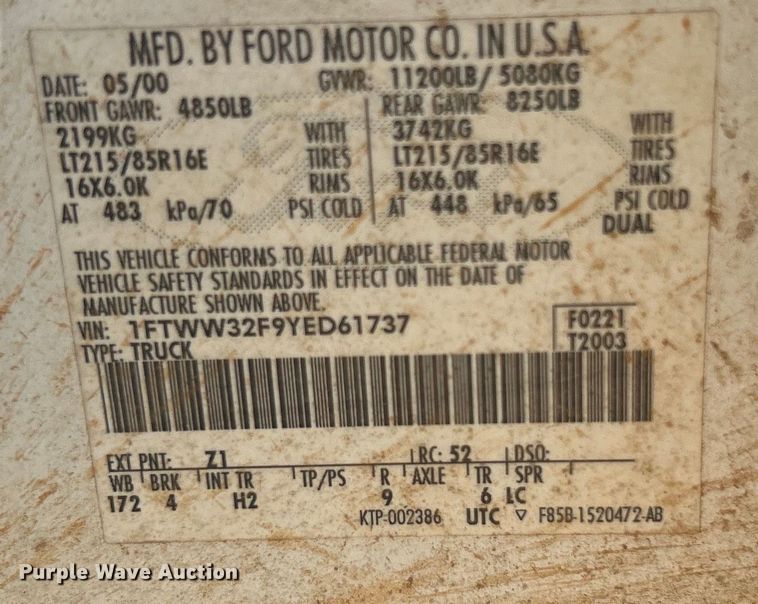 MFD. BY FORD MOTOR CO. IN U.S.A.
DATE: 05/00 GVWR: 11200LB/ 5080KG
FRONT GAWR: 4850LB REAR GAWR: 8250LB
2199KG WITH 3742KG WITH
LT215/85R16E TIRES LT215/85R16E TIRES
16X6.0K RIMS 16X6.0K RIMS
AT 483 kPa/70 PSI COLD AT 448 kPa/65 PSI COLD
DUAL
THIS VEHICLE CONFORMS TO ALL APPLICABLE FEDERAL MOTOR
VEHICLE SAFETY STANDARDS IN EFFECT ON THE DATE OF
MANUFACTURE SHOWN ABOVE.
VIN: 1FTWW32F9YED61737 F0221
TYPE: TRUCK T2003
EXT PNT: Z1 RC: 52 DSO:
WB BRK INT TR TP/PS R AXLE TR SPR
172 4 H2 9 6 LC
KTP-002386 UTC ▽ F85B-1520472-AB
Purple Wave Auction